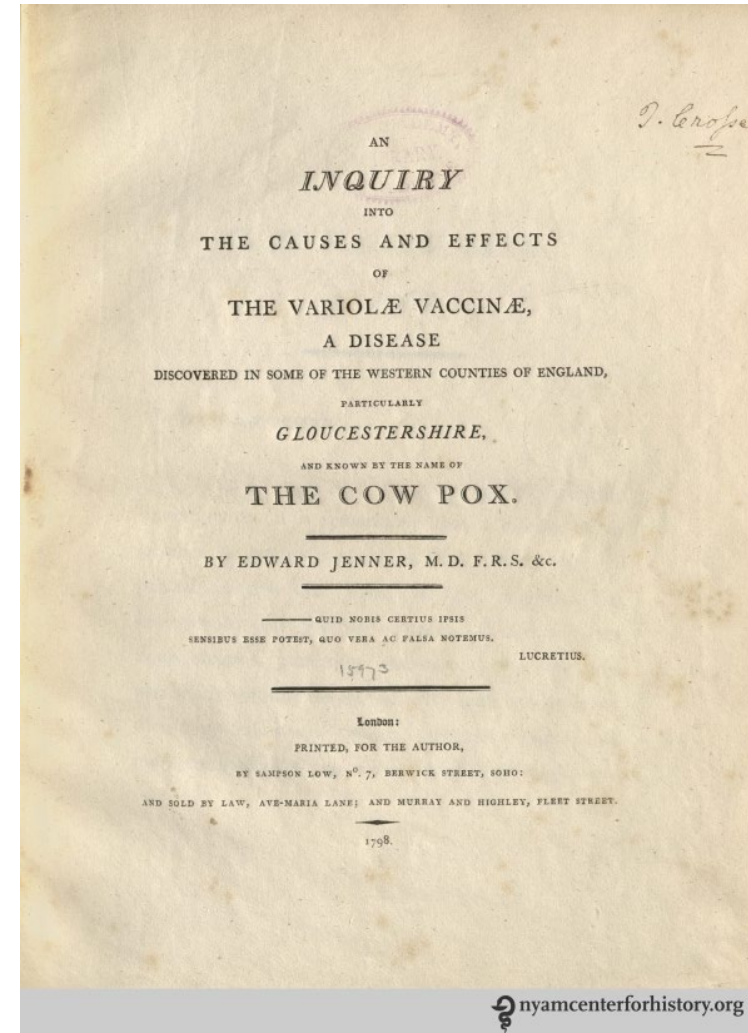 J. Crosse
AN
INQUIRY
INTO
THE CAUSES AND EFFECTS
OF
THE VARIOLÆ VACCINÆ,
A DISEASE
DISCOVERED IN SOME OF THE WESTERN COUNTIES OF ENGLAND,
PARTICULARLY
GLOUCESTERSHIRE,
AND KNOWN BY THE NAME OF
THE COW POX.
BY EDWARD JENNER, M. D. F. R. S. &c.
——— QUID NOBIS CERTIUS IPSIS
SENSIBUS ESSE POTEST, QUO VERA AC FALSA NOTEMUS.
LUCRETIUS.
London:
PRINTED, FOR THE AUTHOR,
BY SAMPSON LOW, Nº. 7, BERWICK STREET, SOHO:
AND SOLD BY LAW, AVE-MARIA LANE; AND MURRAY AND HIGHLEY, FLEET STREET.
1798.
nyamcenterforhistory.org